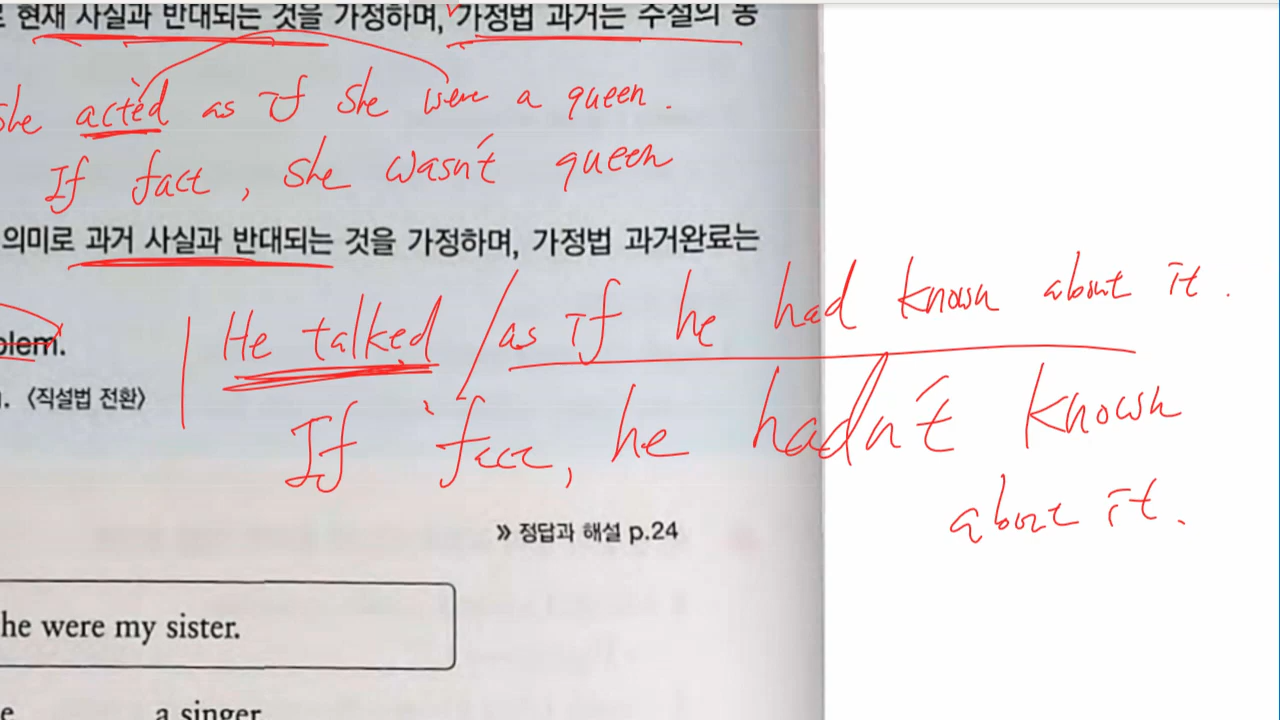 현재 사실과 반대되는 것을 가정하며, 가정법 과거는 주절의 동
she acted as if she were a queen.
If fact, she wasn't queen
의미로 과거 사실과 반대되는 것을 가정하며, 가정법 과거완료는
He talked / as if he had known about it.
blem.
〈직설법 전환〉
If fact, he hadn't known
about it.
» 정답과 해설 p.24
he were my sister.
a singer